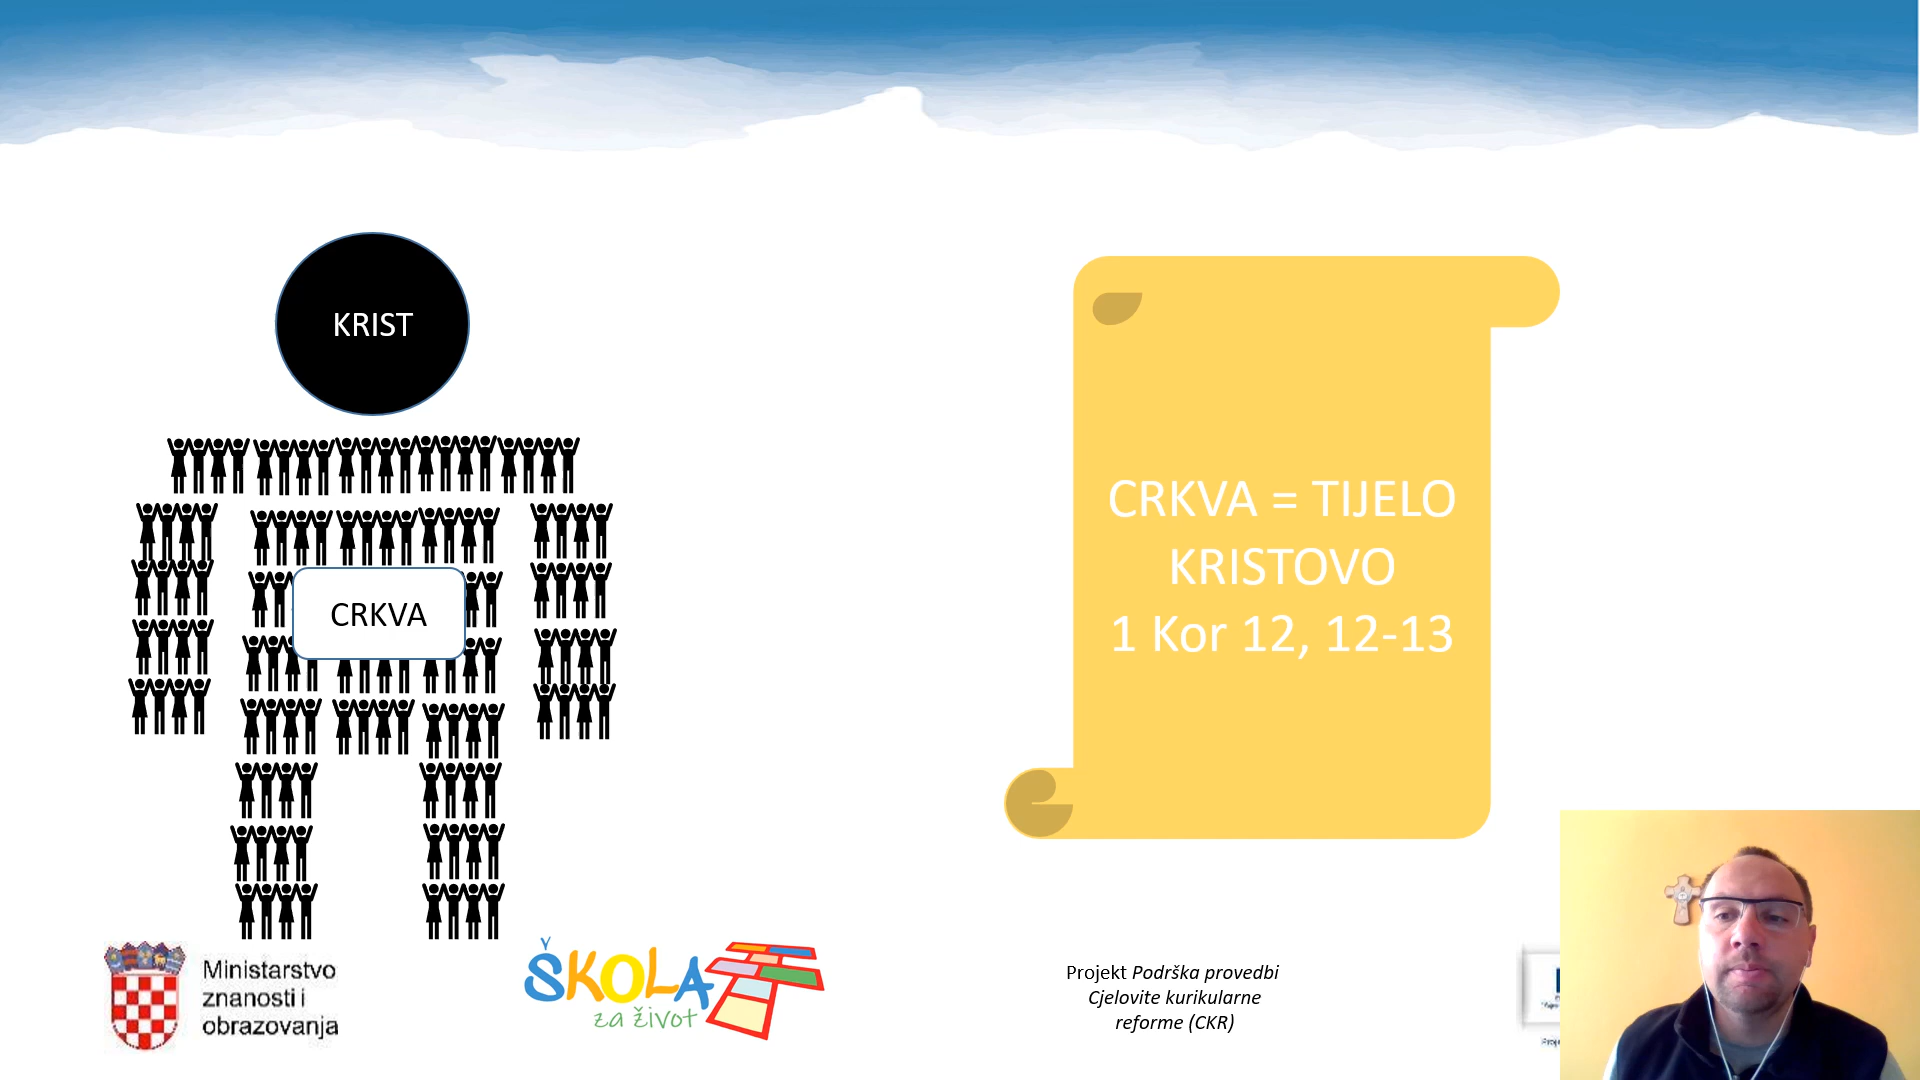 KRIST
CRKVA
CRKVA = TIJELO
KRISTOVO
1 Kor 12, 12-13
Ministarstvo
znanosti i
obrazovanja
ŠKOLA
za život
Projekt Podrška provedbi
Cjelovite kurikularne
reforme (CKR)